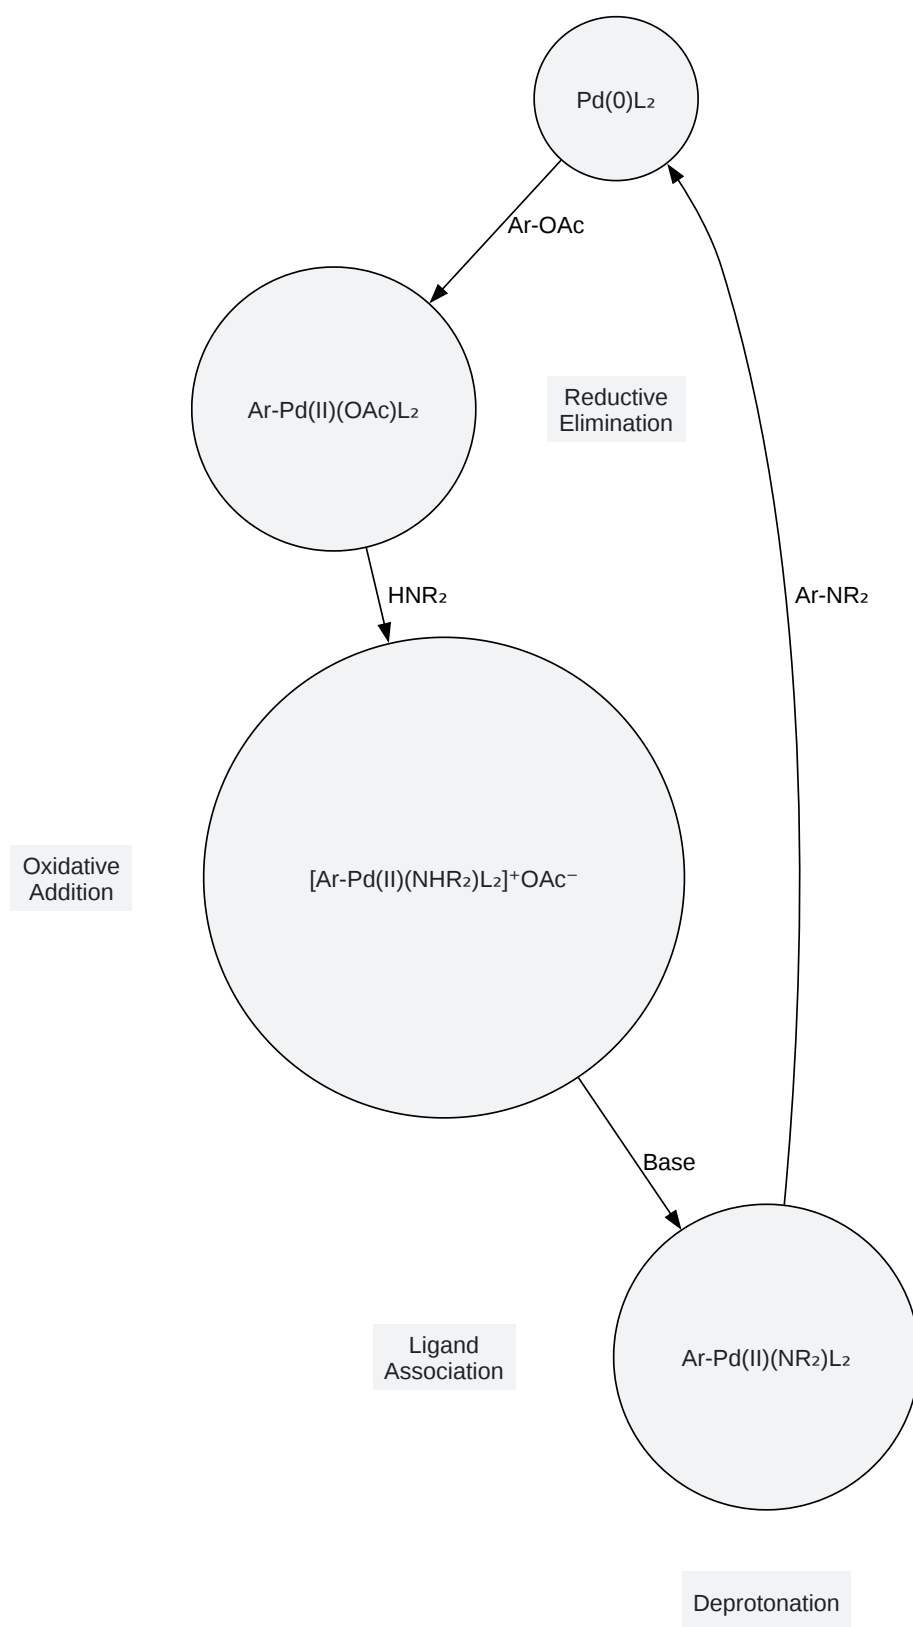 Pd(0)L₂
Ar-OAc
Ar-Pd(II)(OAc)L₂
Reductive
Elimination
HNR₂
Ar-NR₂
Oxidative
Addition
[Ar-Pd(II)(NHR₂)L₂]⁺OAc⁻
Base
Ligand
Association
Ar-Pd(II)(NR₂)L₂
Deprotonation